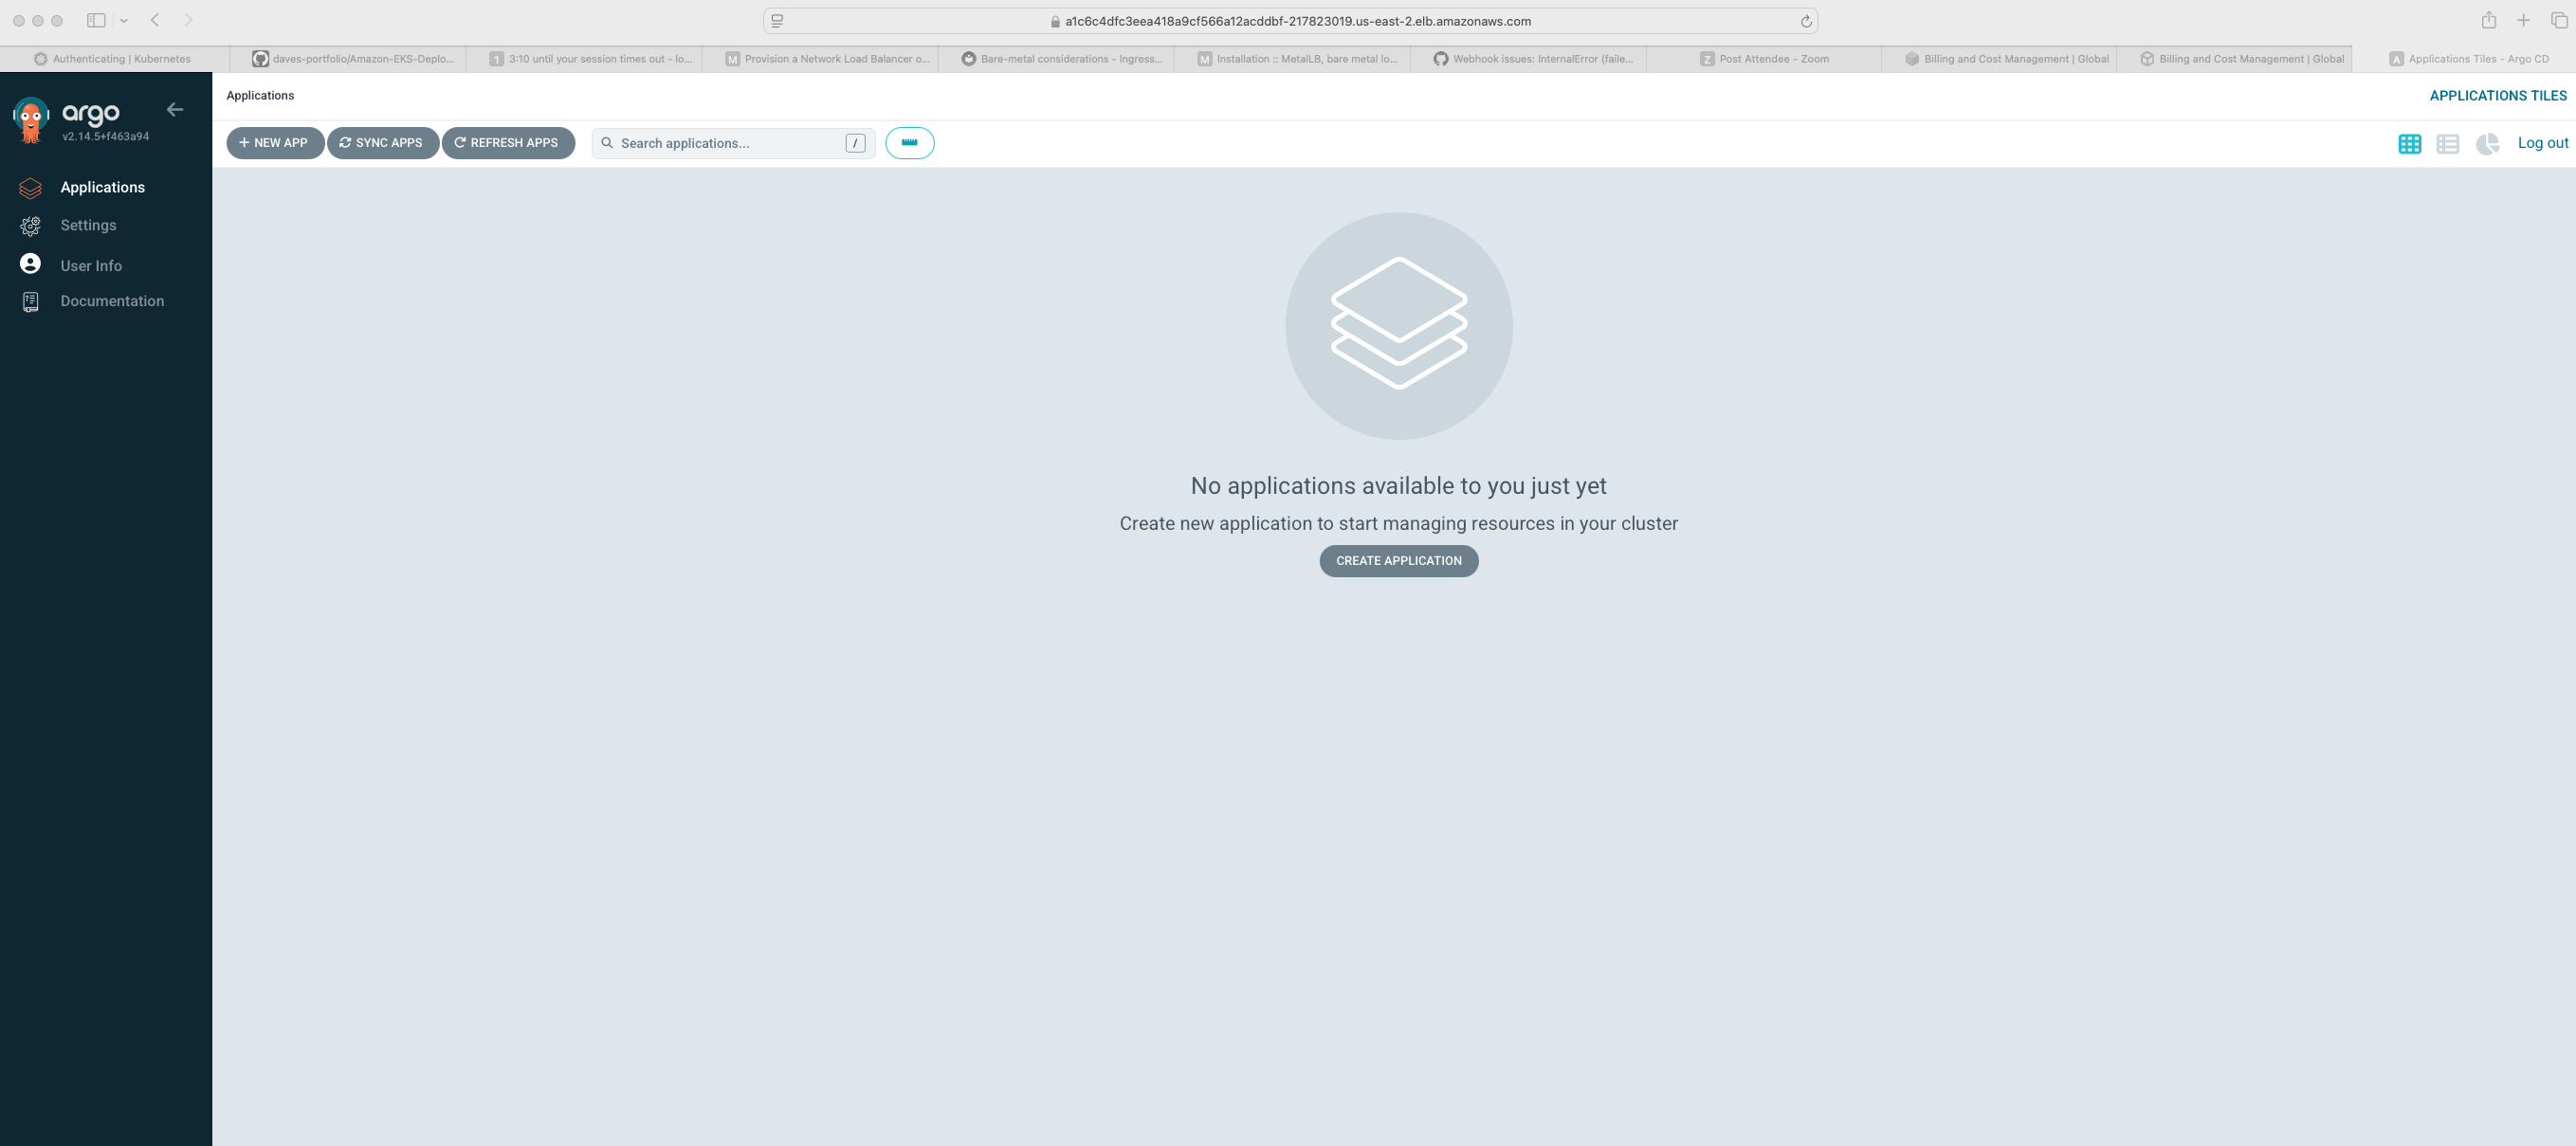 a1c6c4dfc3eea418a9cf566a12acddbf-217823019.us-east-2.elb.amazonaws.com
Authenticating | Kubernetes
daves-portfolio/Amazon-EKS-Deplo...
1 3:10 until your session times out - lo...
M Provision a Network Load Balancer o...
Bare-metal considerations - Ingress...
M Installation :: MetalLB, bare metal lo...
Webhook issues: InternalError (faile...
Z Post Attendee - Zoom
Billing and Cost Management | Global
Billing and Cost Management | Global
A Applications Tiles - Argo CD
argo
v2.14.5+f463a94
Applications
Settings
User Info
Documentation
Applications
APPLICATIONS TILES
+ NEW APP
SYNC APPS
REFRESH APPS
Search applications...
/
Log out
No applications available to you just yet
Create new application to start managing resources in your cluster
CREATE APPLICATION